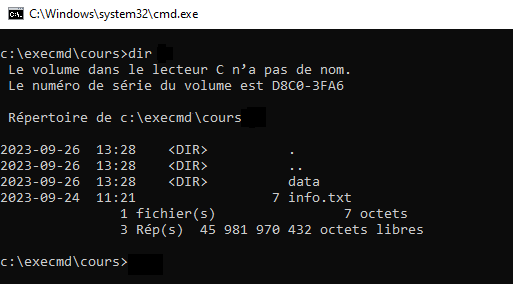 C:\Windows\system32\cmd.exe
c:\execmd\cours>dir
Le volume dans le lecteur C n’a pas de nom.
Le numéro de série du volume est D8C0-3FA6
Répertoire de c:\execmd\cours
2023-09-26  13:28    <DIR>          .
2023-09-26  13:28    <DIR>          ..
2023-09-26  13:28    <DIR>          data
2023-09-24  11:21                 7 info.txt
1 fichier(s)                7 octets
3 Rép(s)  45 981 970 432 octets libres
c:\execmd\cours>